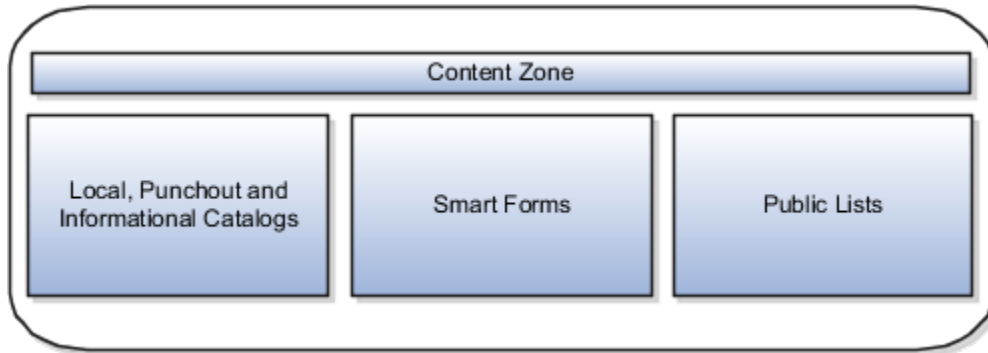 Content Zone
Local, Punchout and
Informational Catalogs
Smart Forms
Public Lists